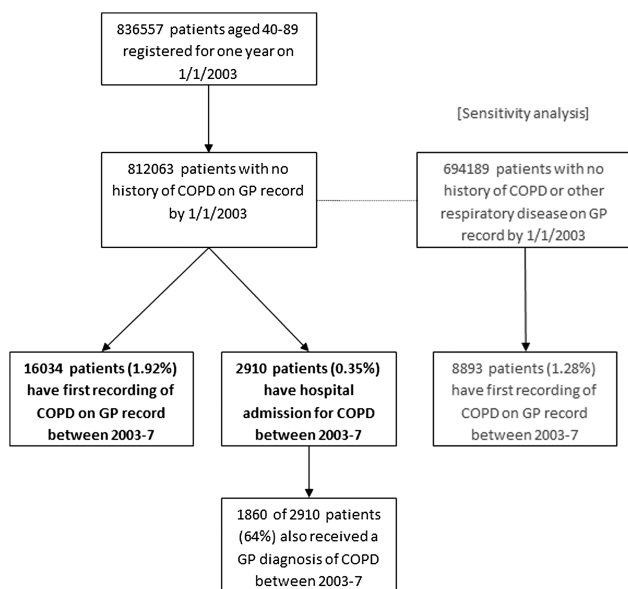 836557 patients aged 40-89
registered for one year on
1/1/2003
[Sensitivity analysis]
812063 patients with no
history of COPD on GP record
by 1/1/2003
694189 patients with no
history of COPD or other
respiratory disease on GP
record by 1/1/2003
16034 patients (1.92%)
have first recording of
COPD on GP record
between 2003-7
2910 patients (0.35%)
have hospital
admission for COPD
between 2003-7
8893 patients (1.28%)
have first recording of
COPD on GP record
between 2003-7
1860 of 2910 patients
(64%) also received a
GP diagnosis of COPD
between 2003-7